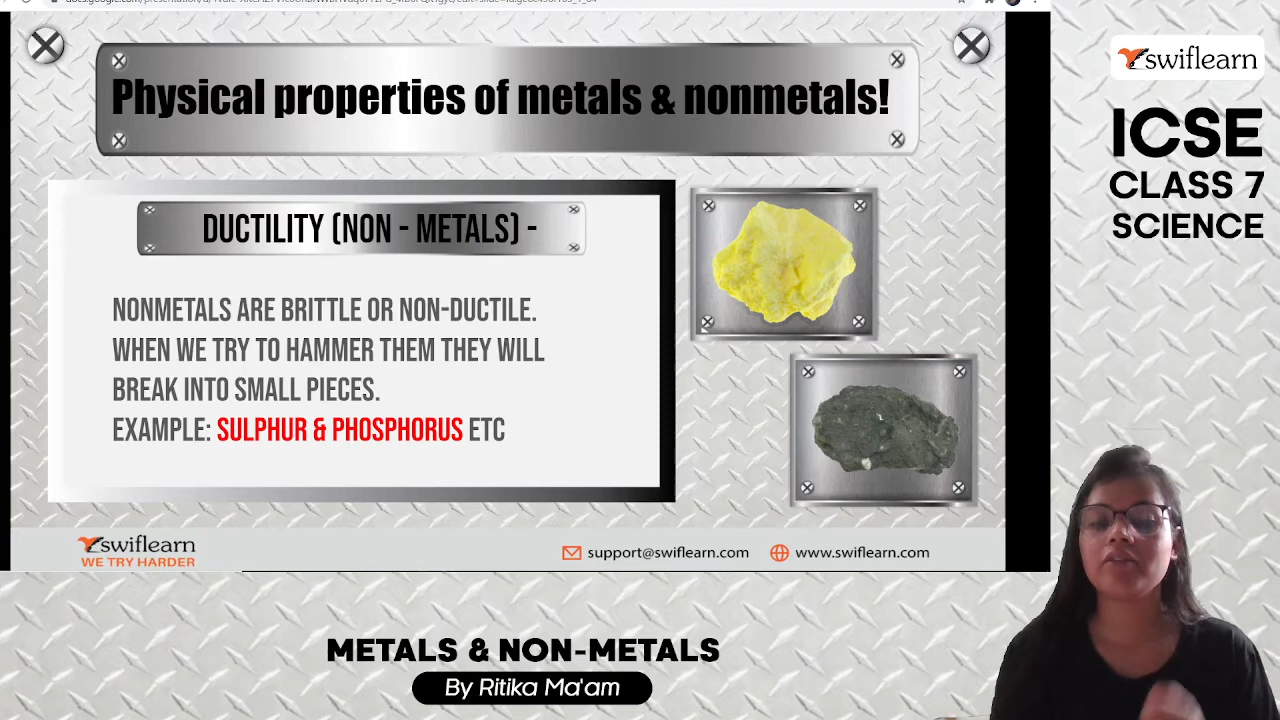 Physical properties of metals & nonmetals!
DUCTILITY (NON - METALS) -
NONMETALS ARE BRITTLE OR NON-DUCTILE.
WHEN WE TRY TO HAMMER THEM THEY WILL
BREAK INTO SMALL PIECES.
EXAMPLE: SULPHUR & PHOSPHORUS ETC
swiflearn
WE TRY HARDER
support@swiflearn.com
www.swiflearn.com
swiflearn
ICSE
CLASS 7
SCIENCE
METALS & NON-METALS
By Ritika Ma'am